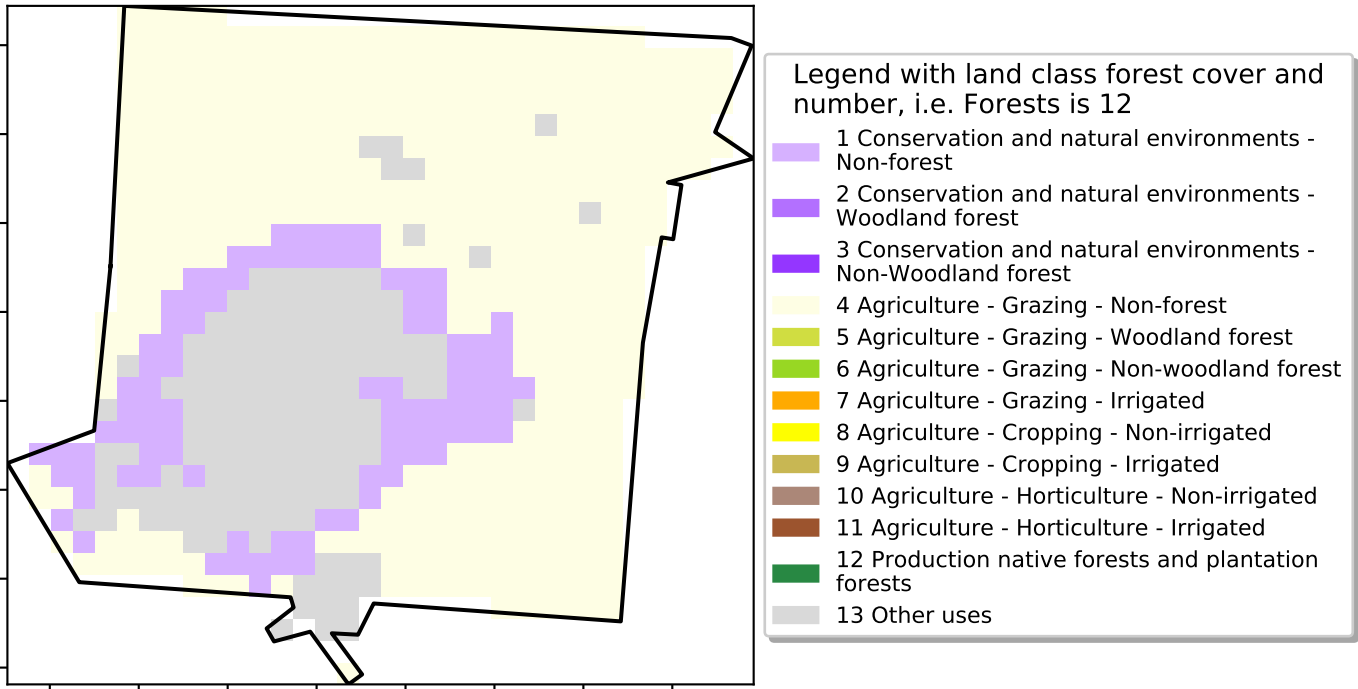 Legend with land class forest cover and
number, i.e. Forests is 12
1 Conservation and natural environments -
Non-forest
2 Conservation and natural environments -
Woodland forest
3 Conservation and natural environments -
Non-Woodland forest
4 Agriculture - Grazing - Non-forest
5 Agriculture - Grazing - Woodland forest
6 Agriculture - Grazing - Non-woodland forest
7 Agriculture - Grazing - Irrigated
8 Agriculture - Cropping - Non-irrigated
9 Agriculture - Cropping - Irrigated
10 Agriculture - Horticulture - Non-irrigated
11 Agriculture - Horticulture - Irrigated
12 Production native forests and plantation
forests
13 Other uses